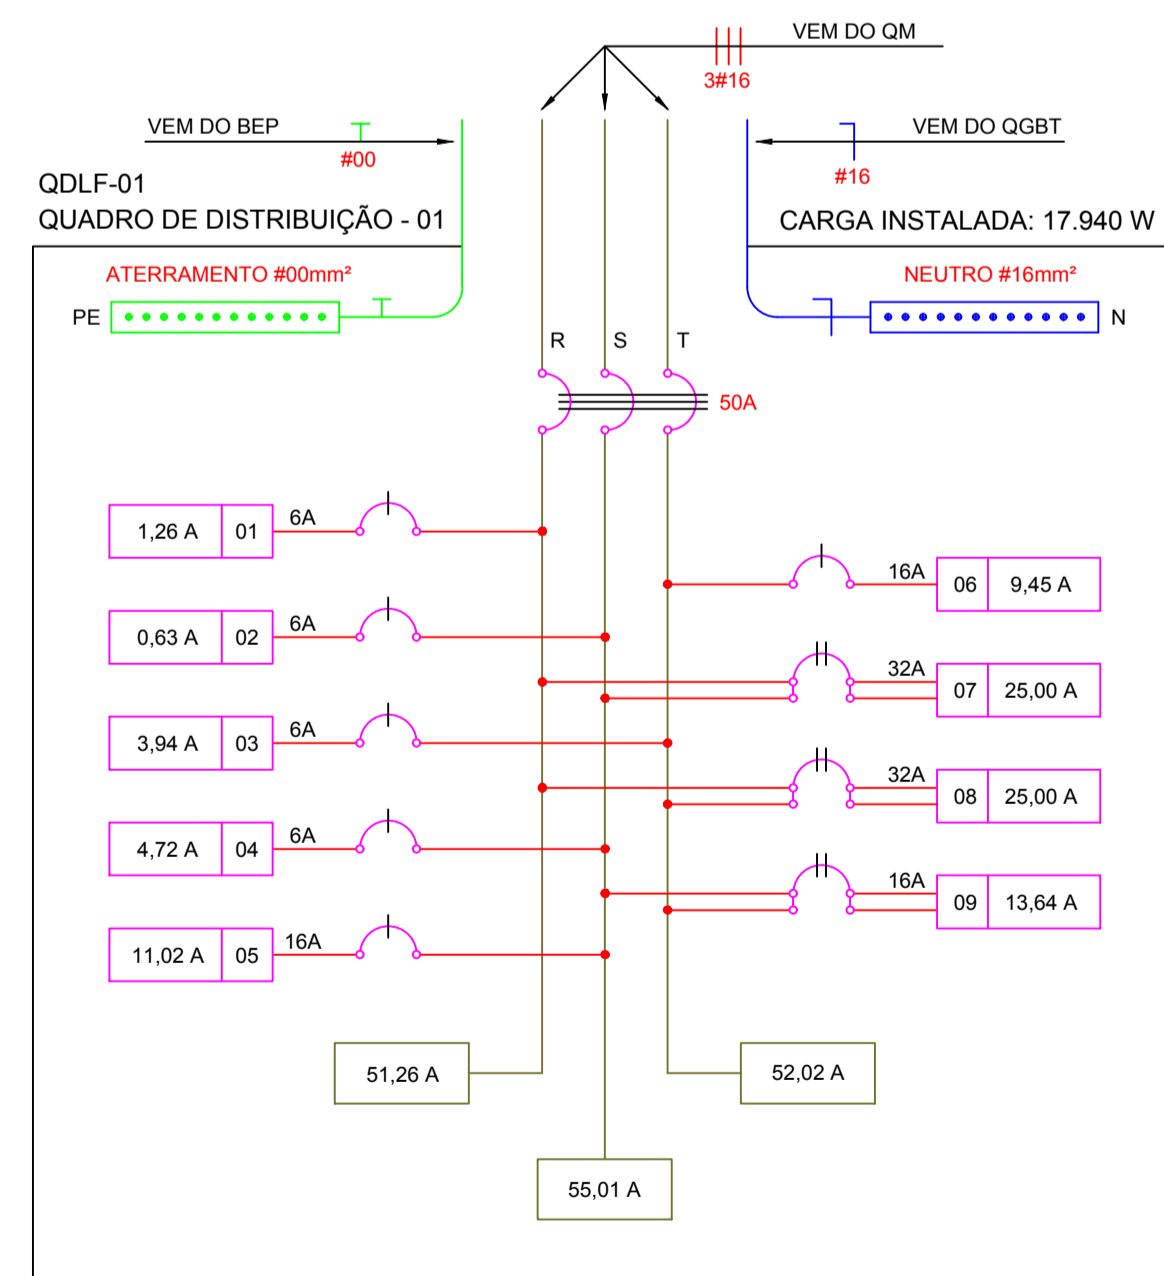 VEM DO QM
3#16
VEM DO BEP
#00
VEM DO QGBT
#16
QDLF-01
QUADRO DE DISTRIBUIÇÃO - 01
CARGA INSTALADA: 17.940 W
ATERRAMENTO #00mm²
NEUTRO #16mm²
PE
N
R S T
50A
1,26 A 01 6A
16A 06 9,45 A
0,63 A 02 6A
32A 07 25,00 A
3,94 A 03 6A
32A 08 25,00 A
4,72 A 04 6A
16A 09 13,64 A
11,02 A 05 16A
51,26 A
52,02 A
55,01 A